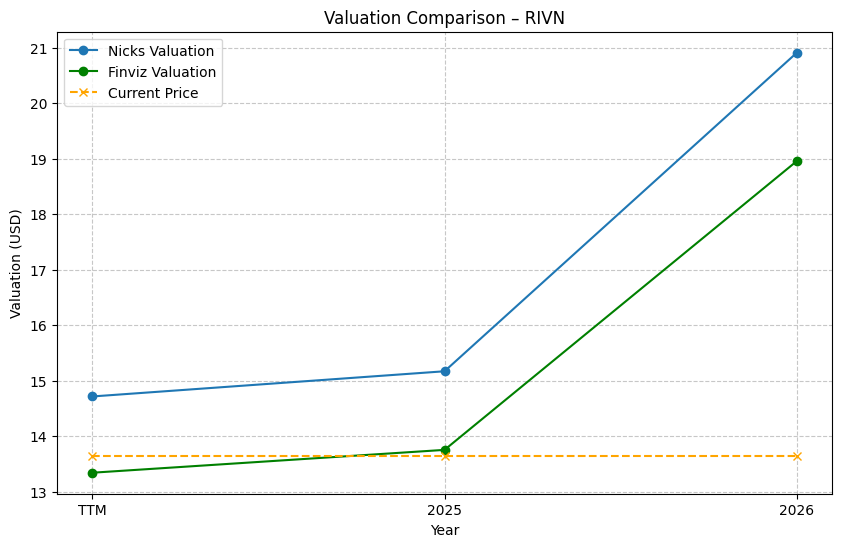 Valuation Comparison – RIVN
Nicks Valuation
Finviz Valuation
Current Price
Valuation (USD)
21
20
19
18
17
16
15
14
13
TTM
2025
2026
Year